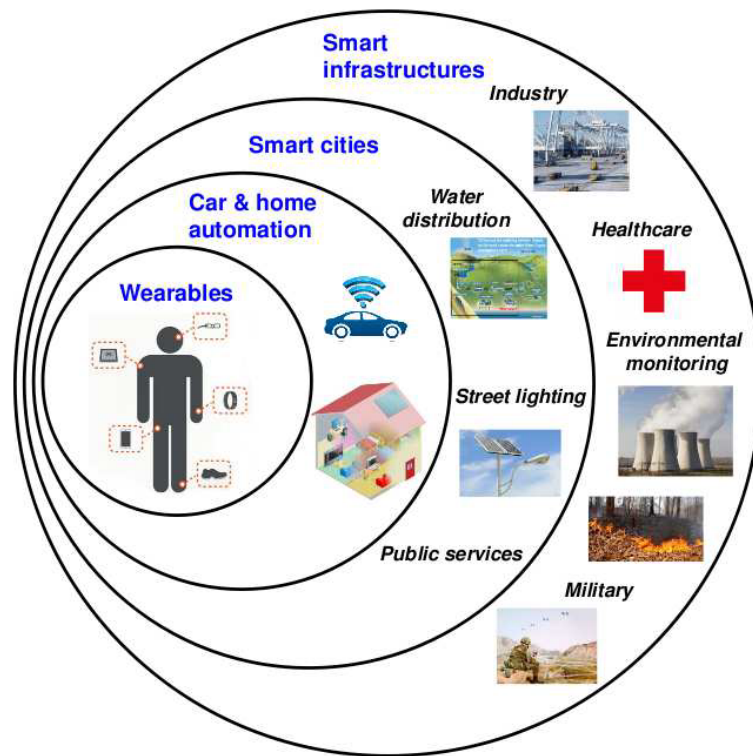 Smart
infrastructures
Industry
Smart cities
Water
distribution
Car & home
automation
Healthcare
Wearables
Environmental
monitoring
Street lighting
Public services
Military